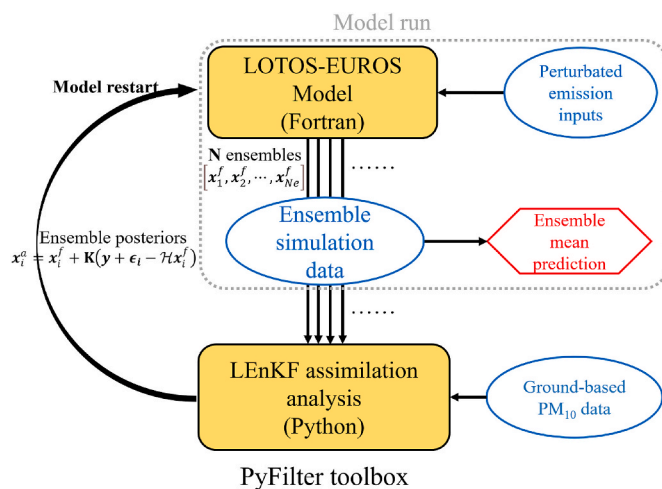 Model run
LOTOS-EUROS
Model
(Fortran)
Perturbated
emission
inputs
Model restart
N ensembles
[x₁ᶠ, x₂ᶠ, ⋯, x_Neᶠ]
......
Ensemble
simulation
data
Ensemble
mean
prediction
Ensemble posteriors
xᵢᵃ = xᵢᶠ + K(y + ϵᵢ − ℋxᵢᶠ)
......
LEnKF assimilation
analysis
(Python)
Ground-based
PM₁₀ data
PyFilter toolbox